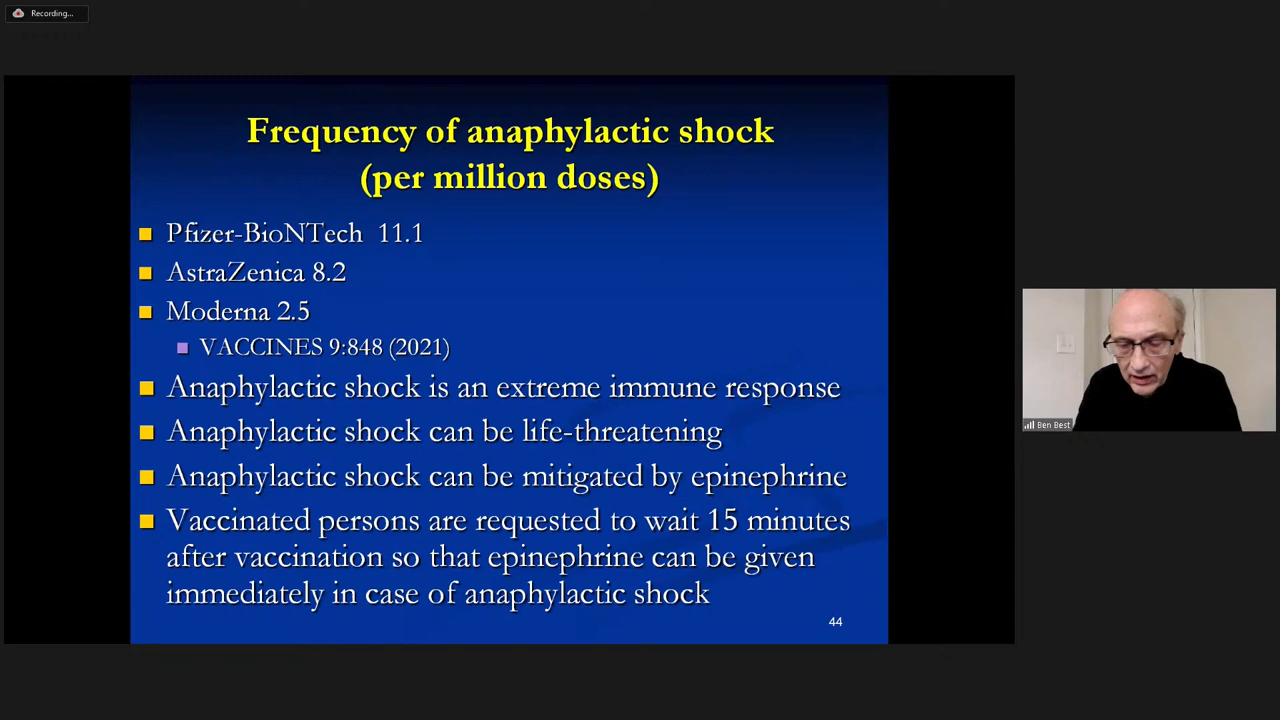 Recording...
Frequency of anaphylactic shock
(per million doses)
Pfizer-BioNTech 11.1
AstraZenica 8.2
Moderna 2.5
VACCINES 9:848 (2021)
Anaphylactic shock is an extreme immune response
Anaphylactic shock can be life-threatening
Anaphylactic shock can be mitigated by epinephrine
Vaccinated persons are requested to wait 15 minutes
after vaccination so that epinephrine can be given
immediately in case of anaphylactic shock
44
Ben Best